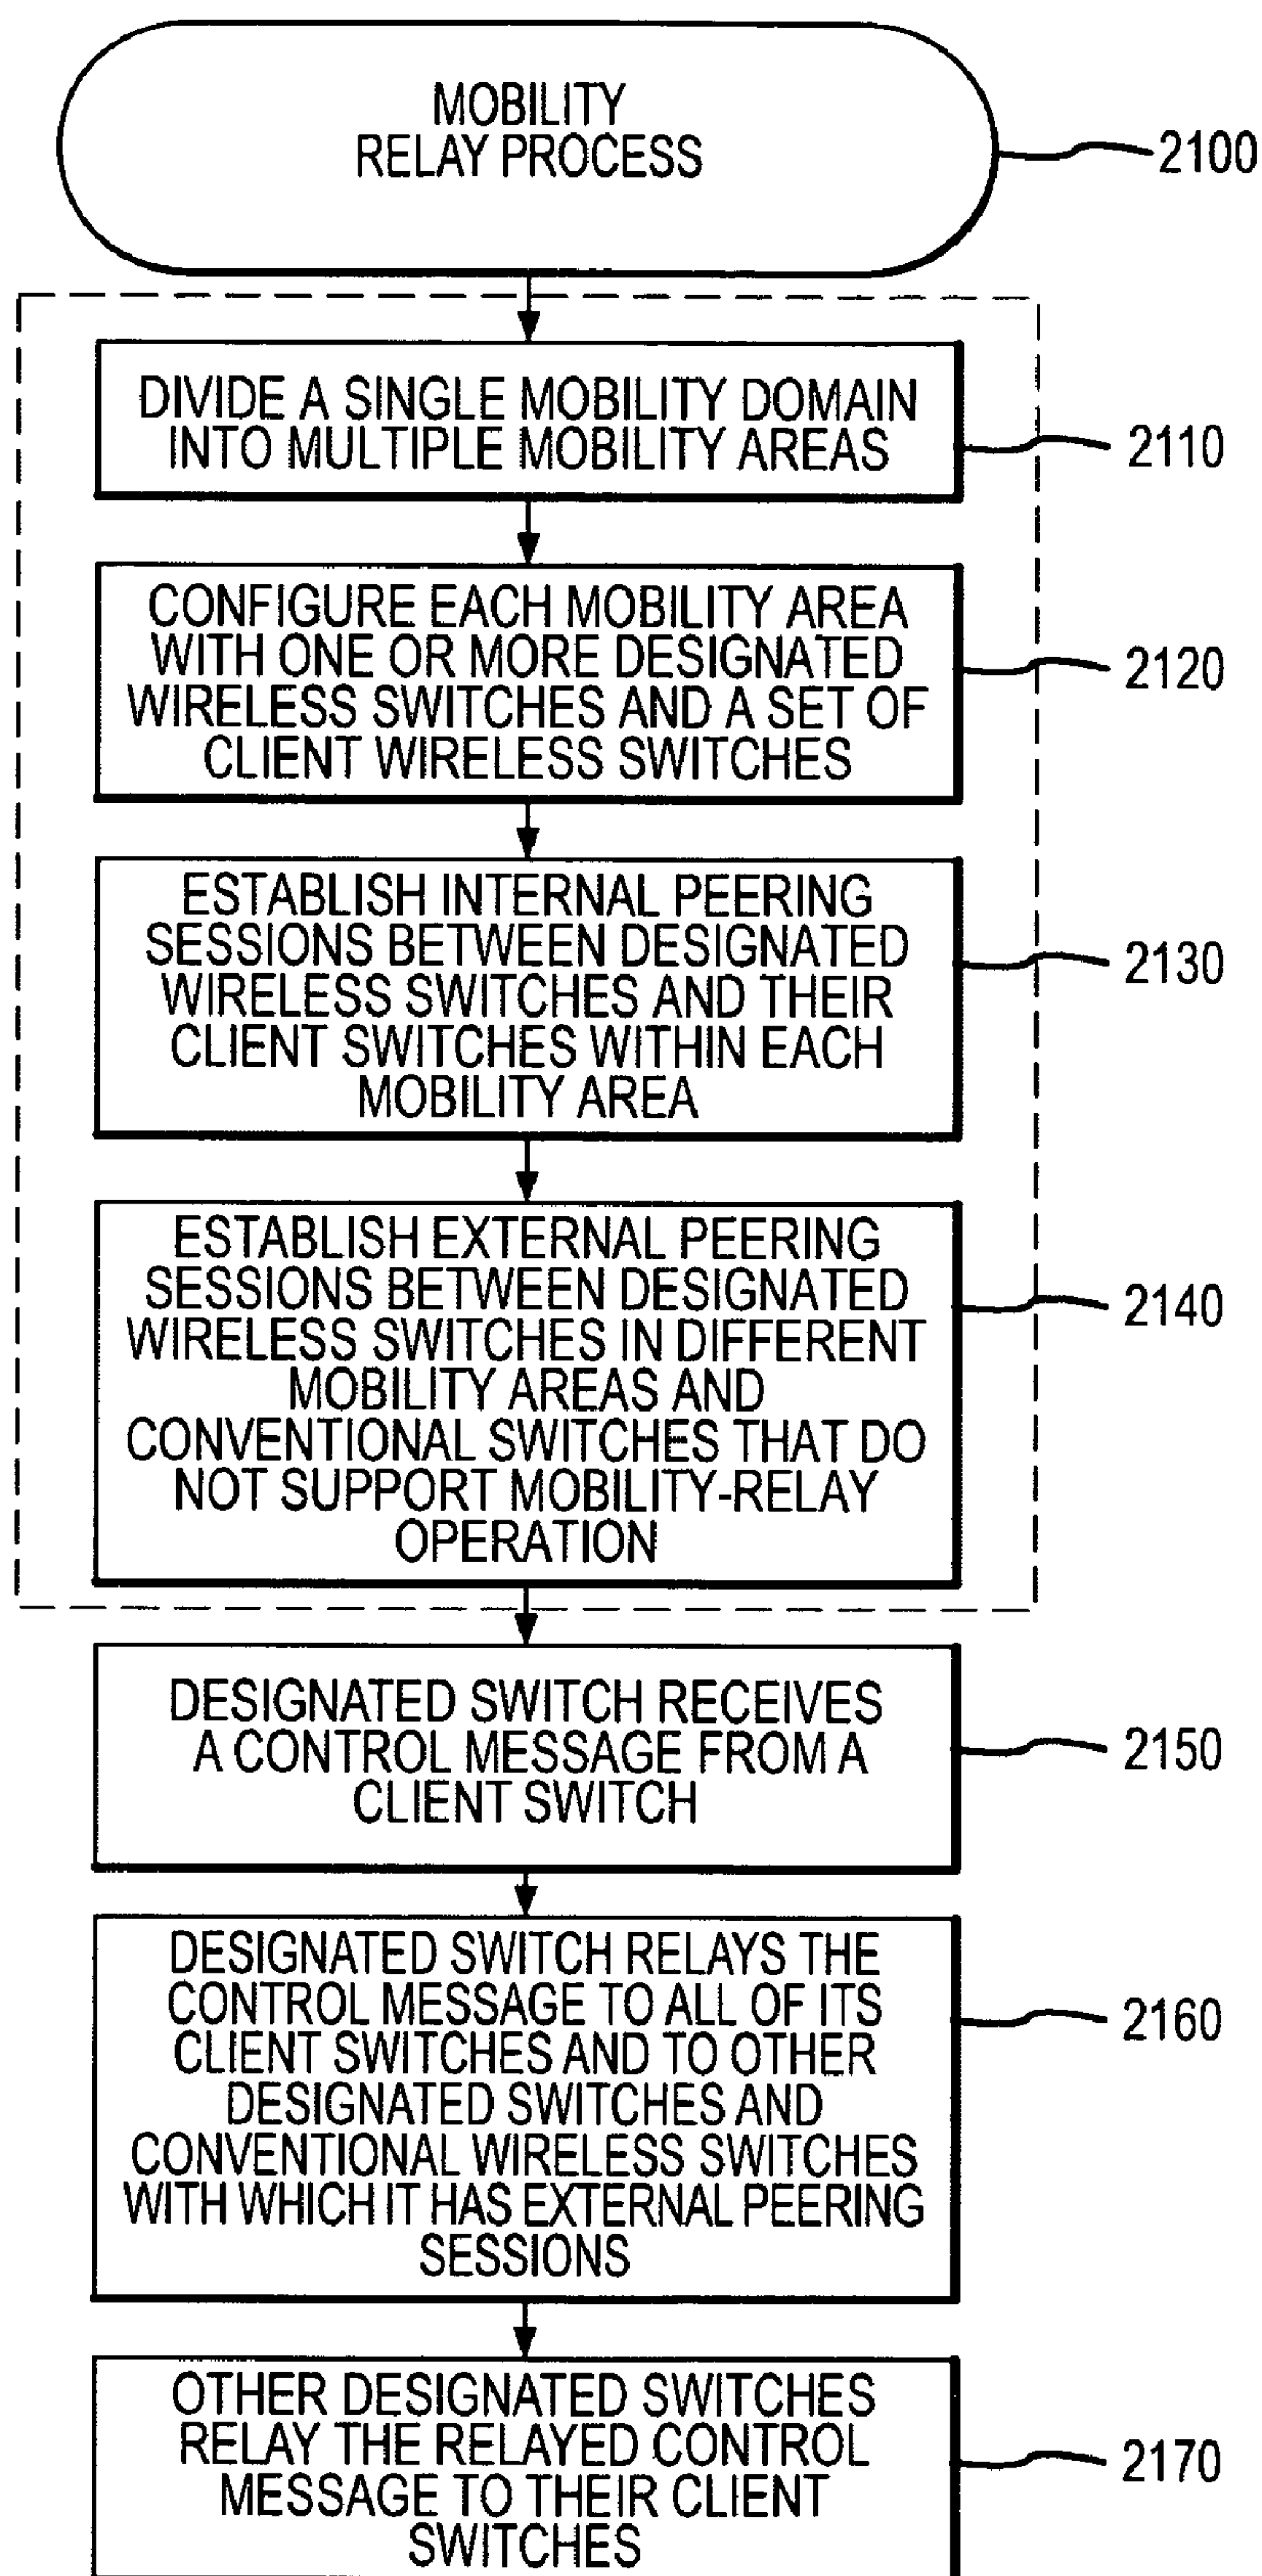 MOBILITY
RELAY PROCESS
2100
DIVIDE A SINGLE MOBILITY DOMAIN
INTO MULTIPLE MOBILITY AREAS
2110
CONFIGURE EACH MOBILITY AREA
WITH ONE OR MORE DESIGNATED
WIRELESS SWITCHES AND A SET OF
CLIENT WIRELESS SWITCHES
2120
ESTABLISH INTERNAL PEERING
SESSIONS BETWEEN DESIGNATED
WIRELESS SWITCHES AND THEIR
CLIENT SWITCHES WITHIN EACH
MOBILITY AREA
2130
ESTABLISH EXTERNAL PEERING
SESSIONS BETWEEN DESIGNATED
WIRELESS SWITCHES IN DIFFERENT
MOBILITY AREAS AND
CONVENTIONAL SWITCHES THAT DO
NOT SUPPORT MOBILITY-RELAY
OPERATION
2140
DESIGNATED SWITCH RECEIVES
A CONTROL MESSAGE FROM A
CLIENT SWITCH
2150
DESIGNATED SWITCH RELAYS THE
CONTROL MESSAGE TO ALL OF ITS
CLIENT SWITCHES AND TO OTHER
DESIGNATED SWITCHES AND
CONVENTIONAL WIRELESS SWITCHES
WITH WHICH IT HAS EXTERNAL PEERING
SESSIONS
2160
OTHER DESIGNATED SWITCHES
RELAY THE RELAYED CONTROL
MESSAGE TO THEIR CLIENT
SWITCHES
2170